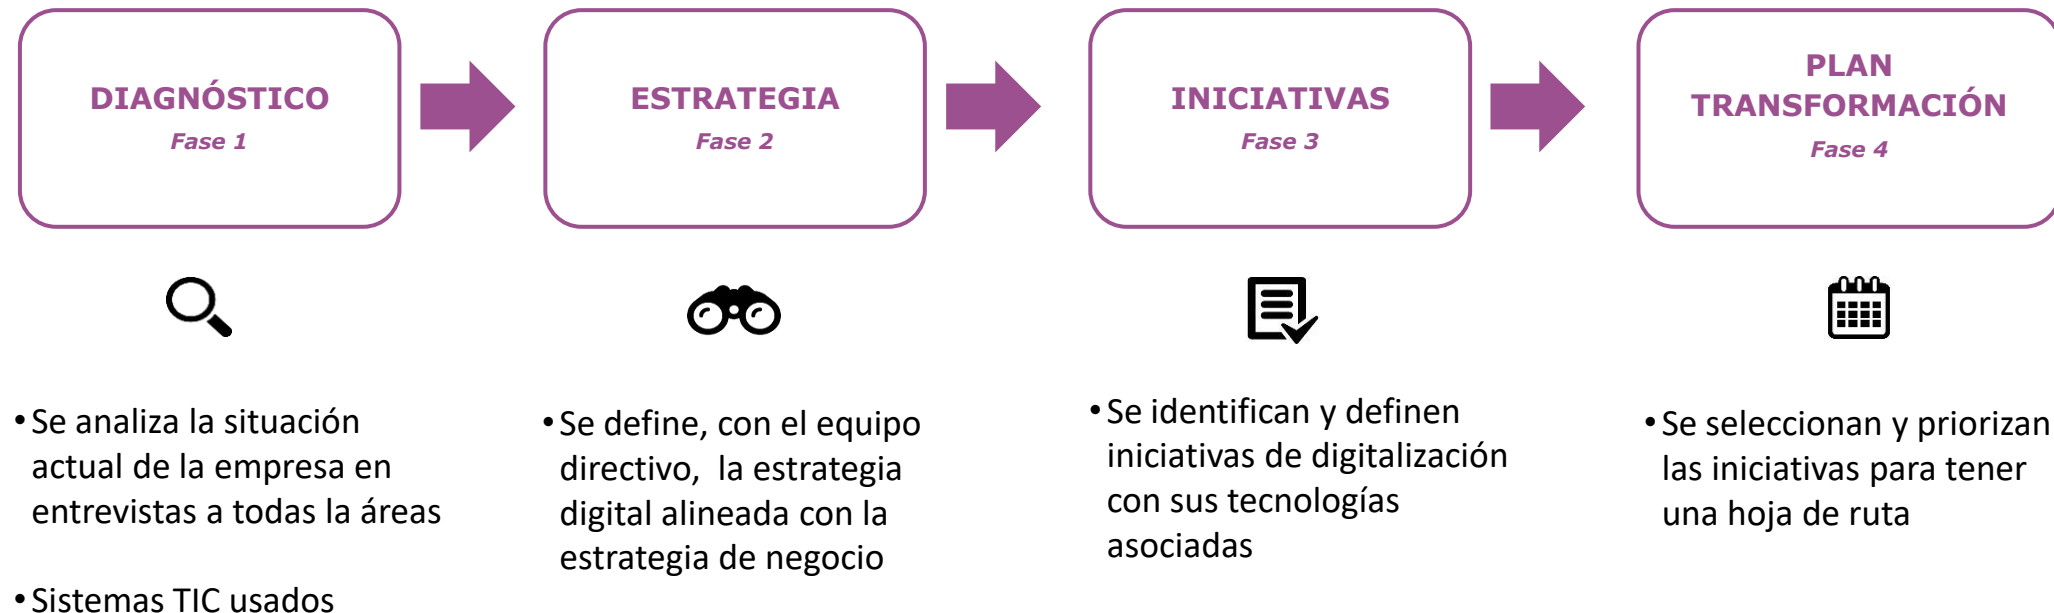 DIAGNÓSTICO
Fase 1
ESTRATEGIA
Fase 2
INICIATIVAS
Fase 3
PLAN
TRANSFORMACIÓN
Fase 4
• Se analiza la situación
actual de la empresa en
entrevistas a todas la áreas
• Sistemas TIC usados
• Se define, con el equipo
directivo,  la estrategia
digital alineada con la
estrategia de negocio
• Se identifican y definen
iniciativas de digitalización
con sus tecnologías
asociadas
• Se seleccionan y priorizan
las iniciativas para tener
una hoja de ruta